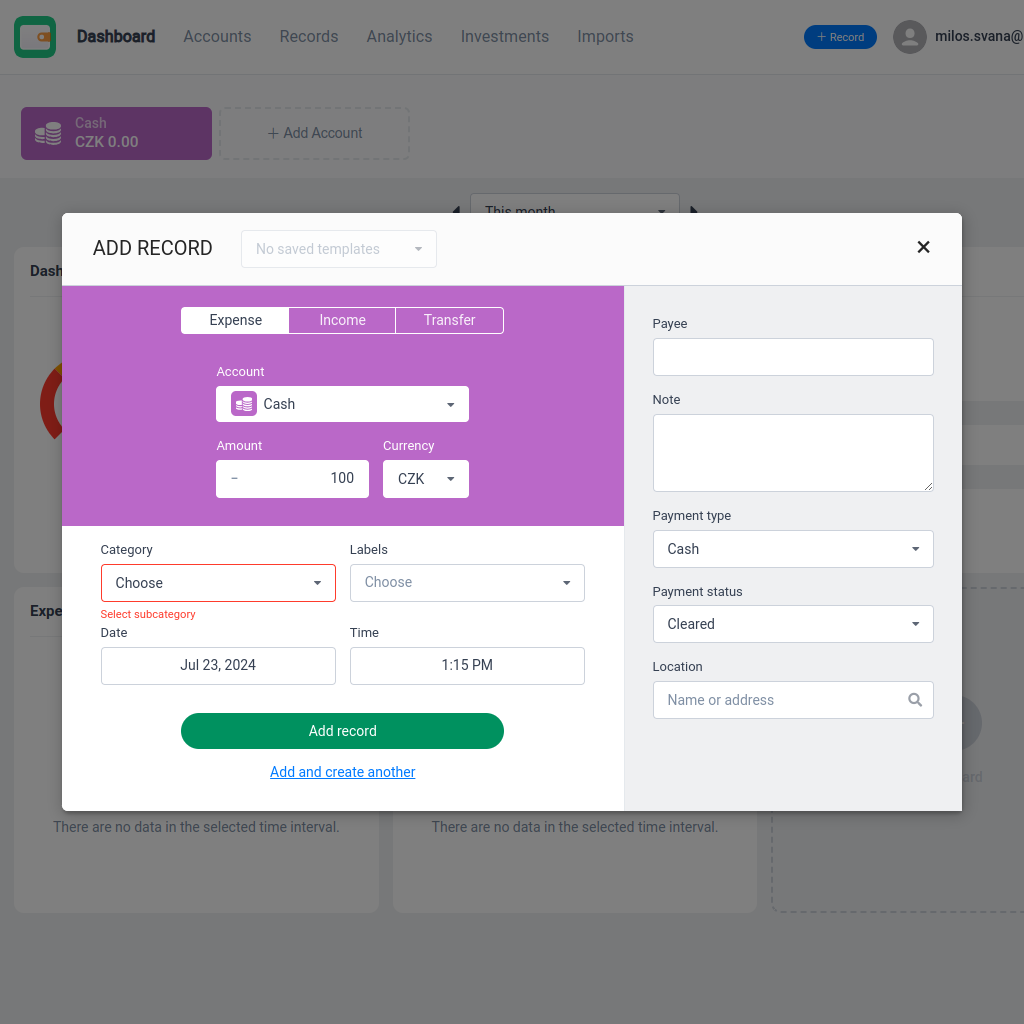 Dashboard Accounts Records Analytics Investments Imports + Record milos.svana@
Cash
CZK 0.00
+ Add Account
This month
Dash
ADD RECORD No saved templates
Expense Income Transfer
Account
Cash
Amount Currency
− 100 CZK
Category Labels
Choose Choose
Select subcategory
Date Time
Jul 23, 2024 1:15 PM
Add record
Add and create another
Payee
Note
Payment type
Cash
Payment status
Cleared
Location
Name or address
Expe
ard
There are no data in the selected time interval. There are no data in the selected time interval.